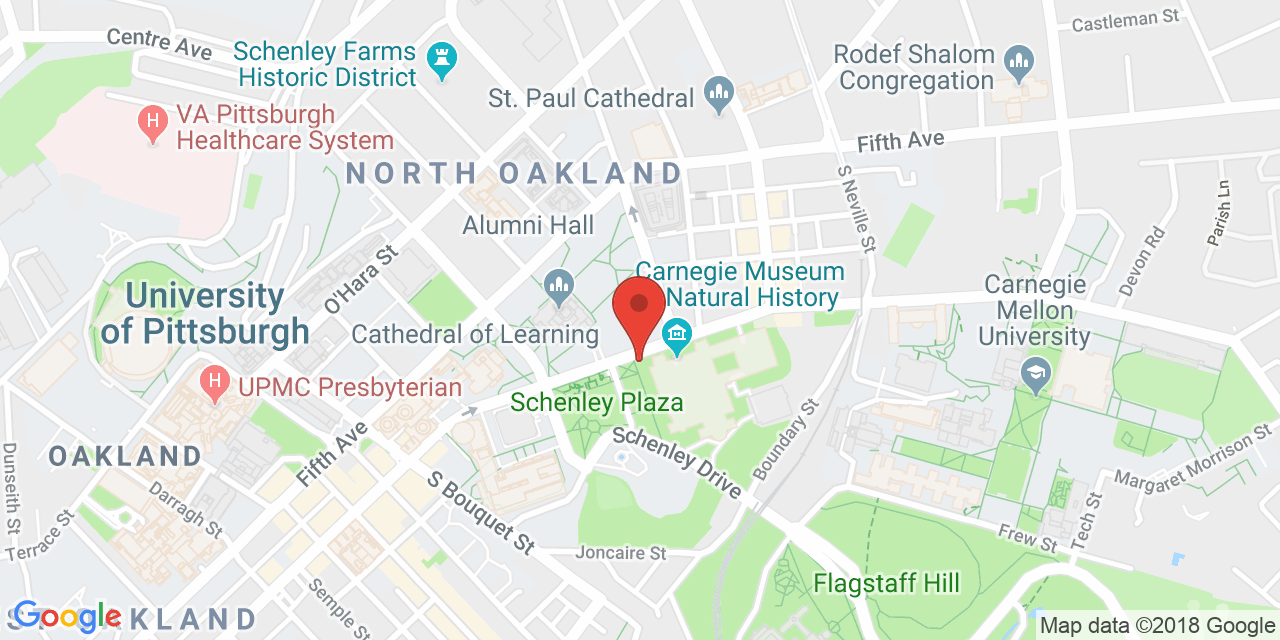 Castleman St
Centre Ave
Schenley Farms
Historic District
Rodef Shalom
Congregation
St. Paul Cathedral
VA Pittsburgh
Healthcare System
H
Fifth Ave
NORTH OAKLAND
S Neville St
Parish Ln
Alumni Hall
Devon Rd
O'Hara St
Carnegie Museum
Natural History
University
of Pittsburgh
Carnegie
Mellon
University
Cathedral of Learning
H
UPMC Presbyterian
Schenley Plaza
Schenley Drive
Boundary St
OAKLAND
Fifth Ave
Dunseith St
Margaret Morrison St
Darragh St
S Bouquet St
Terrace St
Tech St
Frew St
Joncaire St
Flagstaff Hill
Semple St
Google
KLAND
Map data ©2018 Google